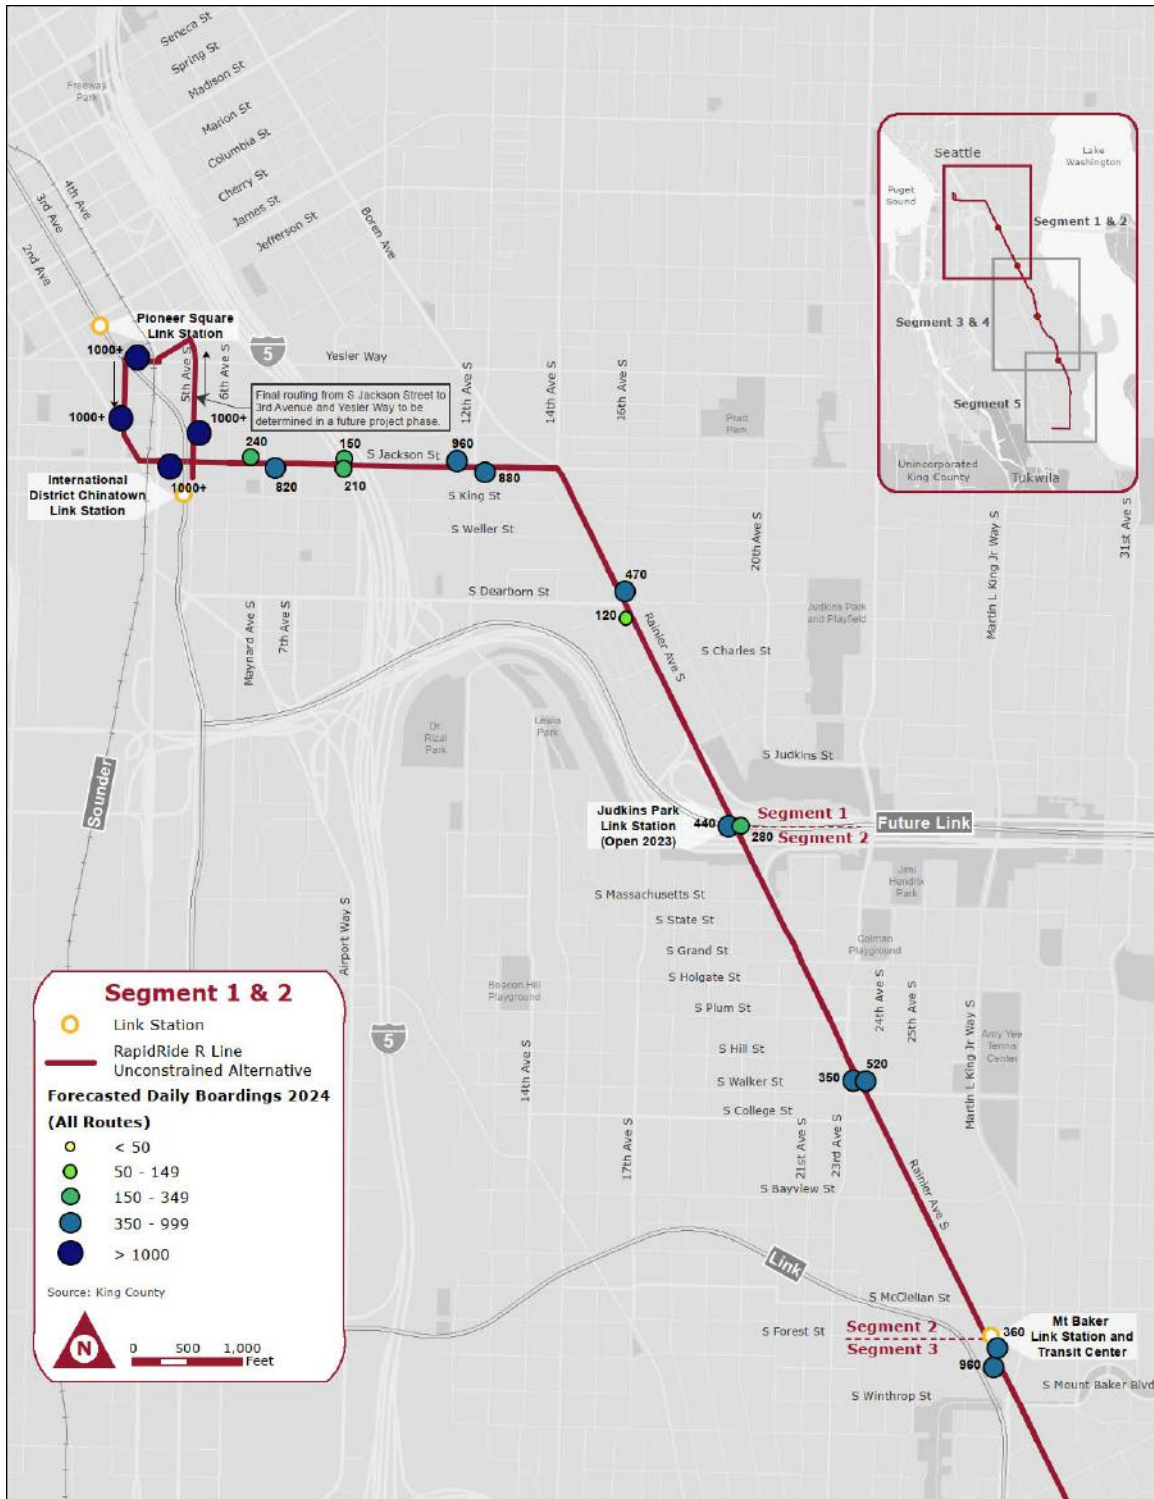 Seneca St
Spring St
Madison St
Freeway
Park
Marion St
Columbia St
Cherry St
James St
Jefferson St
4th Ave
3rd Ave
2nd Ave
Boren Ave
Seattle
Lake
Washington
Puget
Sound
Segment 1 & 2
Segment 3 & 4
Segment 5
Unincorporated
King County
Tukwila
Pioneer Square
Link Station
1000+
5
Yesler Way
5th Ave S
6th Ave S
12th Ave S
14th Ave S
16th Ave S
Final routing from S Jackson Street to
3rd Avenue and Yesler Way to be
determined in a future project phase.
Pratt
Park
1000+
1000+
240
150
S Jackson St
960
International
District Chinatown
Link Station
1000+
820
210
880
S King St
S Weller St
20th Ave S
Martin L King Jr Way S
31st Ave S
470
S Dearborn St
120
Rainier Ave S
Judkins Park
and Playfield
Maynard Ave S
7th Ave S
S Charles St
Dr.
Rizal
Park
Lewis
Park
S Judkins St
Sounder
Judkins Park
Link Station
(Open 2023)
440
280
Segment 1
Segment 2
Future Link
Jimi
Hendrix
Park
S Massachusetts St
S State St
S Grand St
Colman
Playground
S Holgate St
S Plum St
Airport Way S
Beacon Hill
Playground
24th Ave S
25th Ave S
Martin L King Jr Way S
Amy Yee
Tennis
Center
5
14th Ave S
S Hill St
S Walker St
350
520
S College St
17th Ave S
21st Ave S
23rd Ave S
S Bayview St
Rainier Ave S
Link
S McClellan St
S Forest St
Segment 2
Segment 3
360
960
Mt Baker
Link Station and
Transit Center
S Winthrop St
S Mount Baker Blvd
Segment 1 & 2
Link Station
RapidRide R Line
Unconstrained Alternative
Forecasted Daily Boardings 2024
(All Routes)
< 50
50 - 149
150 - 349
350 - 999
> 1000
Source: King County
N
0 500 1,000
Feet